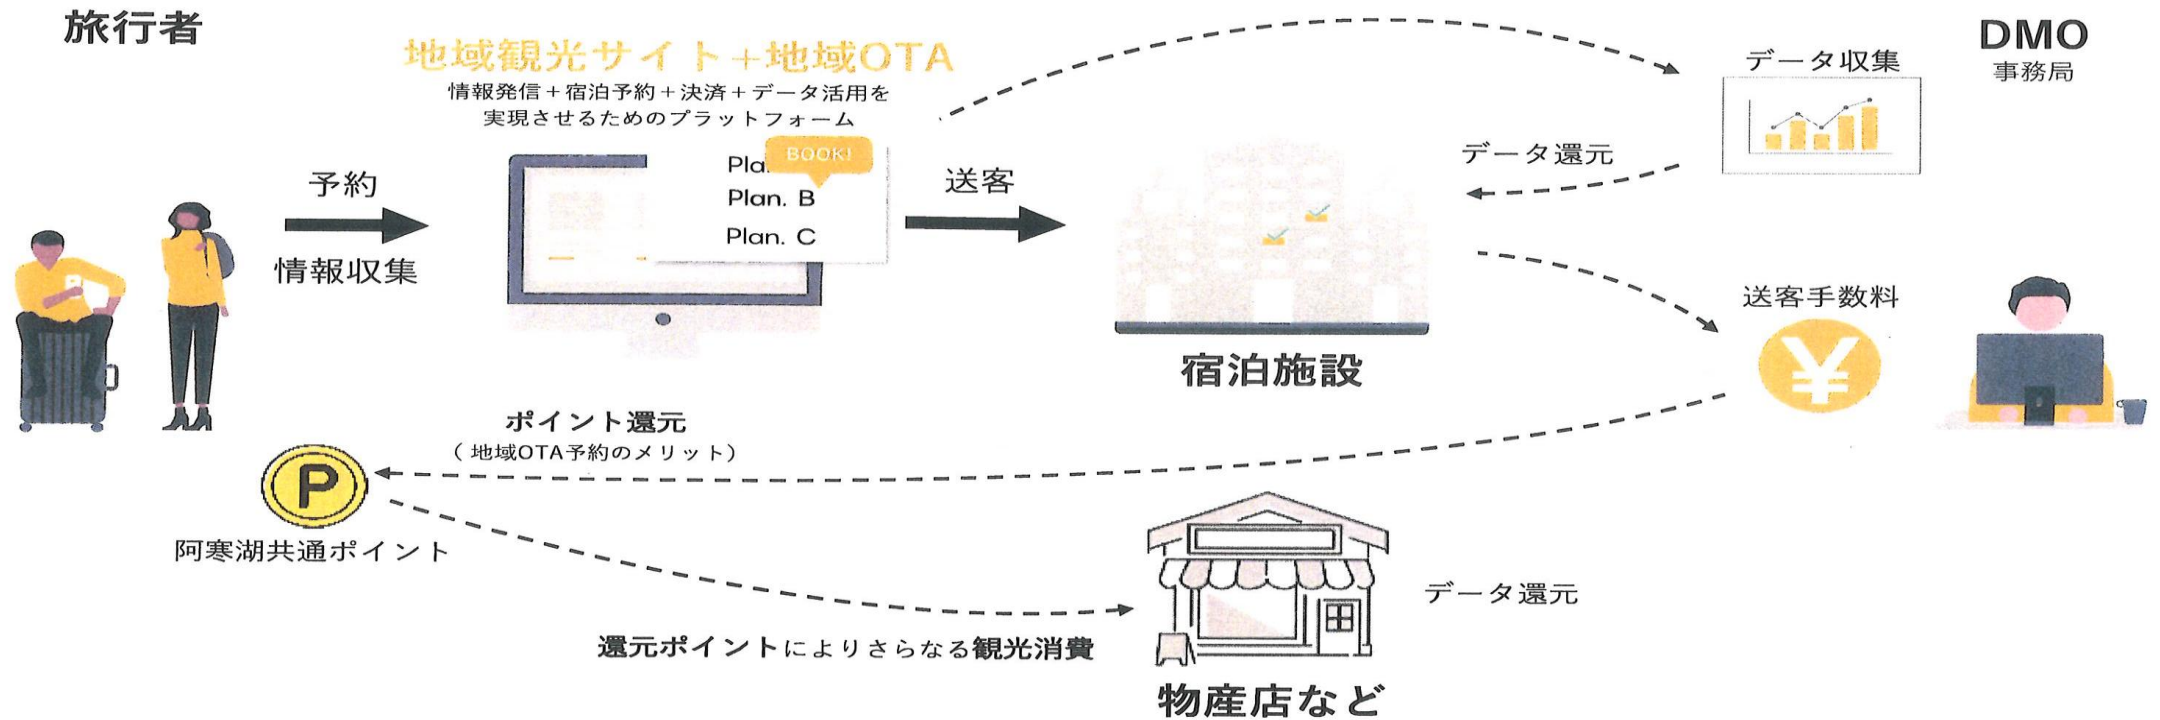 旅行者
地域観光サイト+地域OTA
情報発信+宿泊予約+決済+データ活用を
実現させるためのプラットフォーム
データ収集
DMO
事務局
予約
情報収集
BOOK!
Pla.
Plan. B
Plan. C
送客
データ還元
宿泊施設
送客手数料
¥
ポイント還元
(地域OTA予約のメリット)
P
阿寒湖共通ポイント
還元ポイントによりさらなる観光消費
データ還元
物産店など